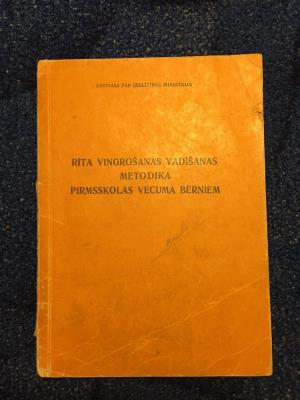 LATVIJAS PSR IZGLĪTĪBAS MINISTRIJA
RĪTA VINGROŠANAS VADĪŠANAS
METODIKA
PIRMSSKOLAS VECUMA BĒRNIEM